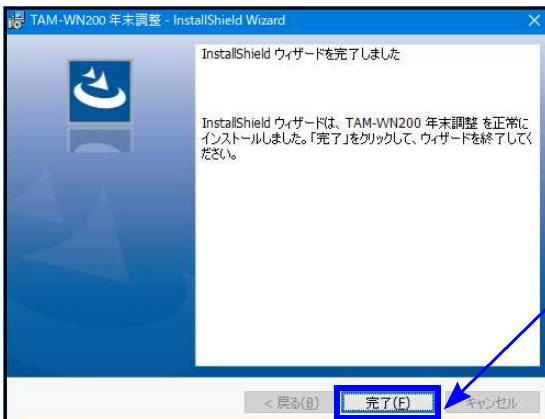 TAM-WN200 年末調整 - InstallShield Wizard
InstallShield ウィザードを完了しました
InstallShield ウィザードは、TAM-WN200 年末調整 を正常に
インストールしました。「完了」をクリックして、ウィザードを終了してく
ださい。
< 戻る(B) 完了(F) キャンセル